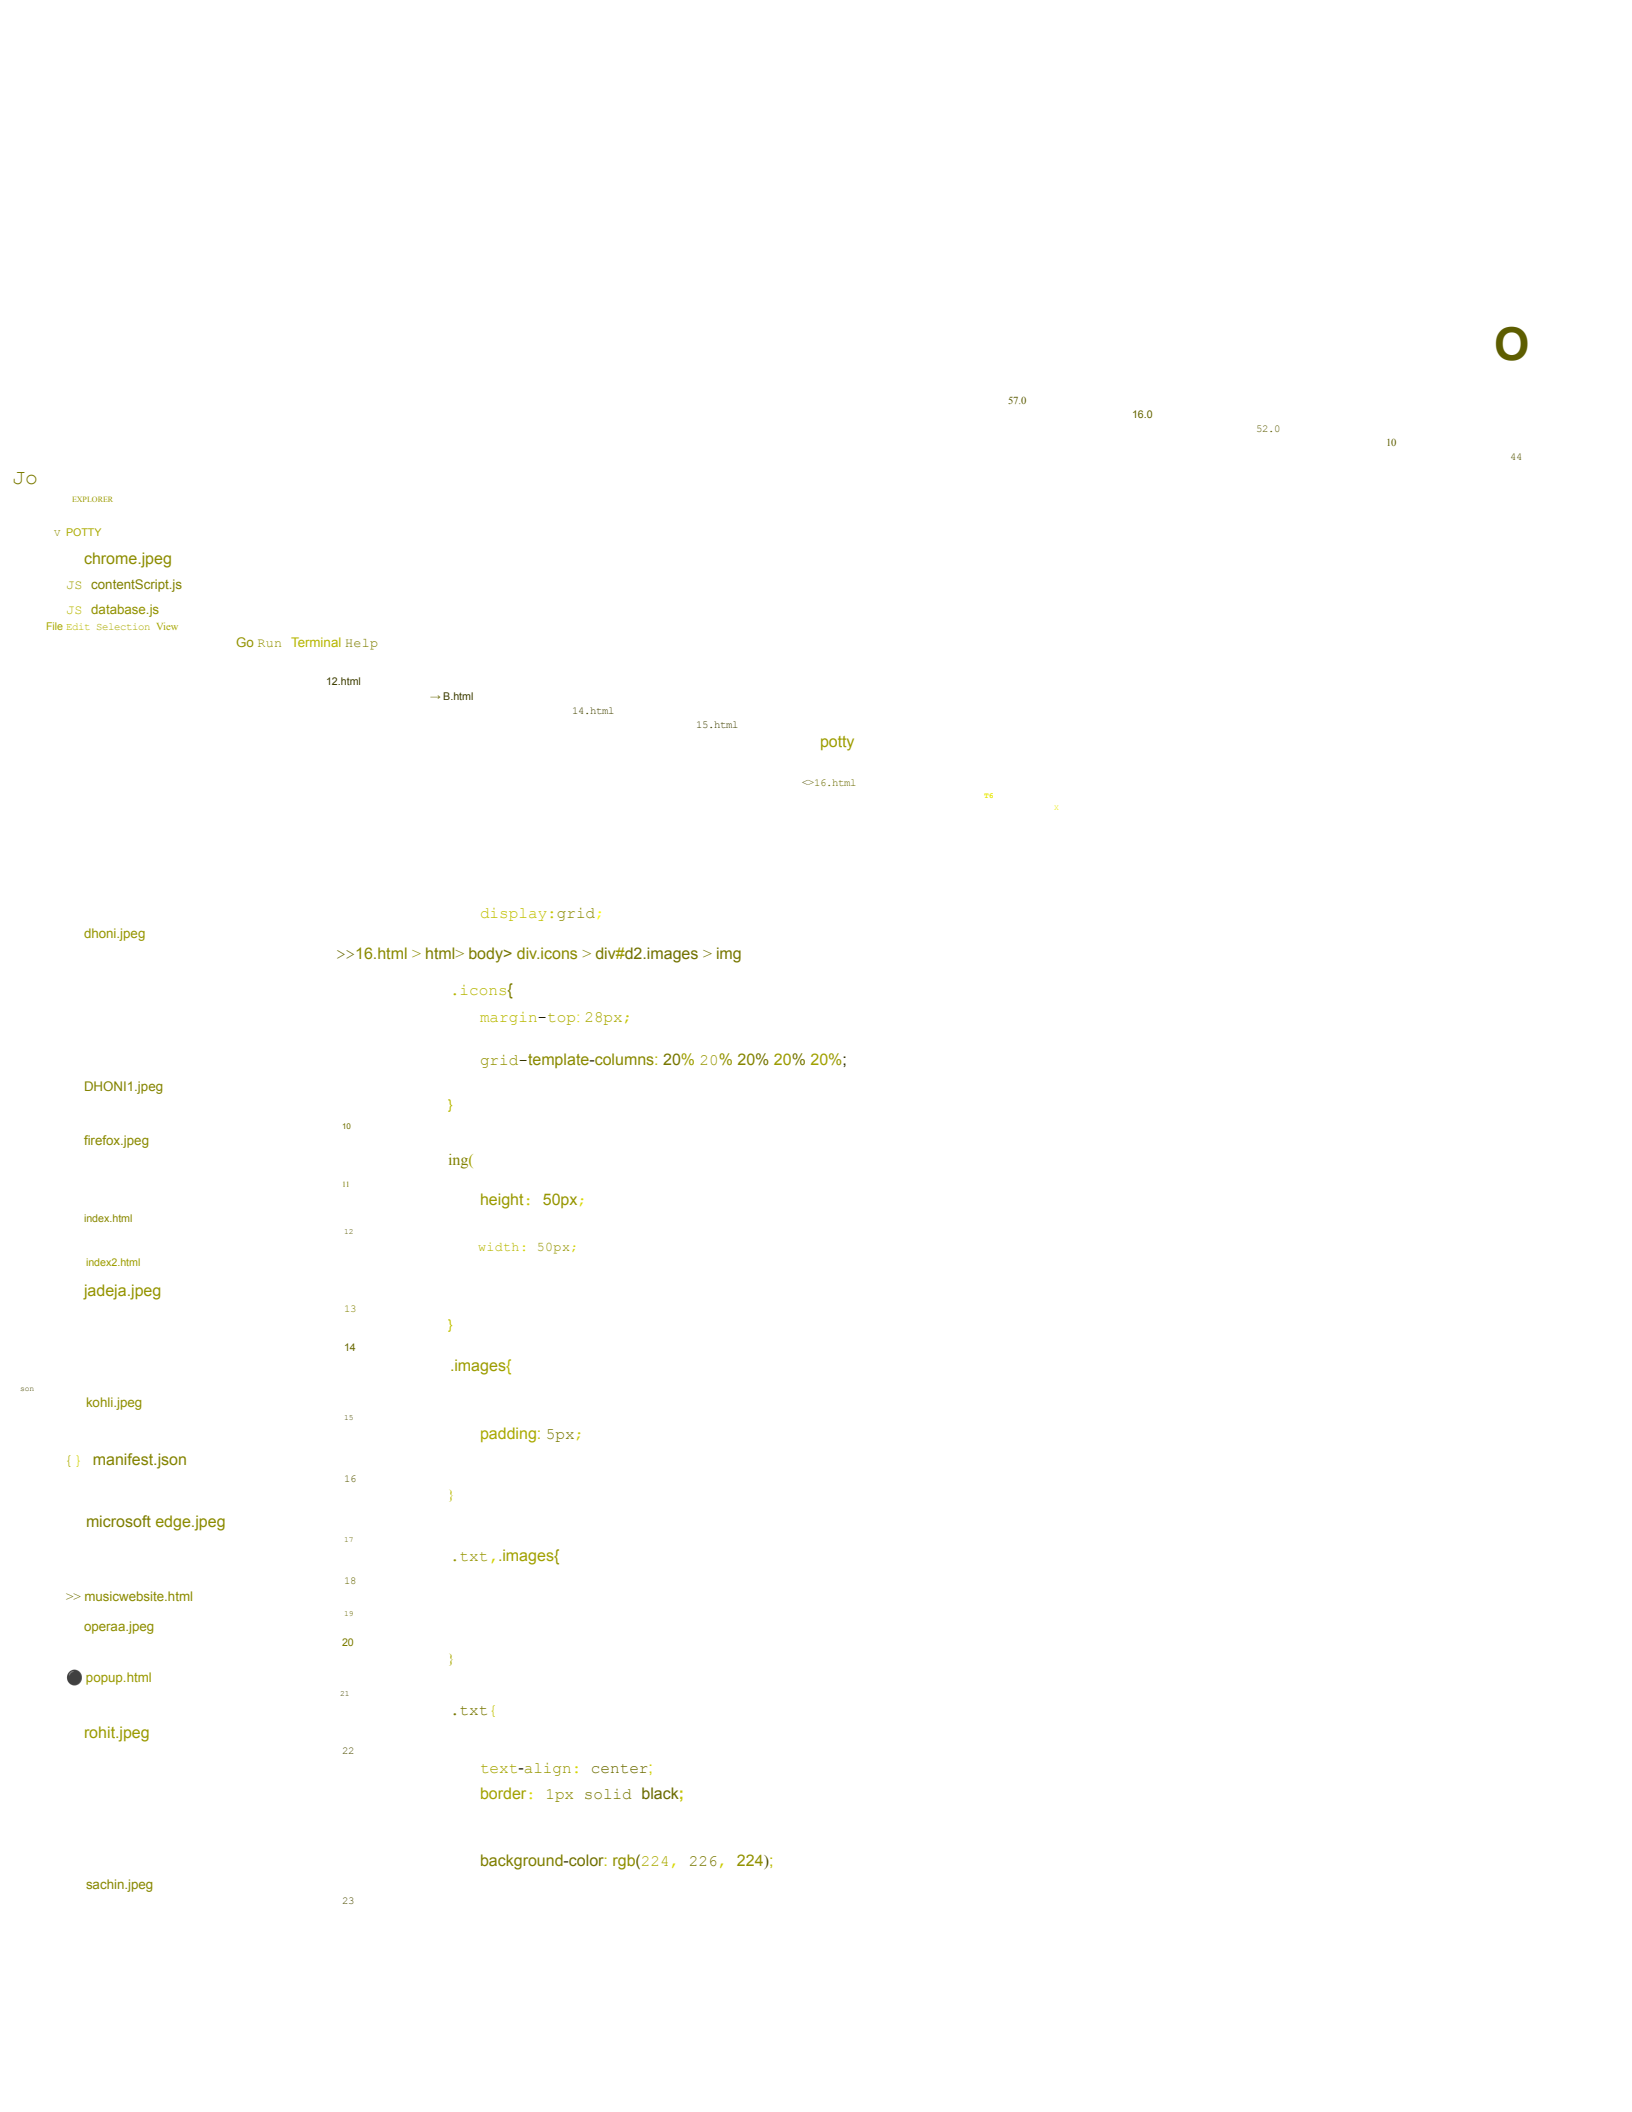 O
57.0
16.0
52.0
10
44
Jo
EXPLORER
v POTTY
chrome.jpeg
JS contentScript.js
JS database.js
File Edit Selection View
Go Run Terminal Help
12.html
→ B.html
14.html
15.html
potty
<>16.html
T6
display:grid;
dhoni.jpeg
>>16.html > html> body> div.icons > div#d2.images > img
.icons{
margin-top: 28px;
grid-template-columns: 20% 20% 20% 20% 20%;
DHONI1.jpeg
}
10
firefox.jpeg
ing(
11
height: 50px;
index.html
12
width: 50px;
index2.html
jadeja.jpeg
13
}
14
.images{
son
kohli.jpeg
15
padding: 5px;
{} manifest.json
16
}
microsoft edge.jpeg
17
.txt,.images{
18
>> musicwebsite.html
19
operaa.jpeg
20
}
popup.html
21
.txt{
rohit.jpeg
22
text-align: center;
border: 1px solid black;
background-color: rgb(224, 226, 224);
sachin.jpeg
23